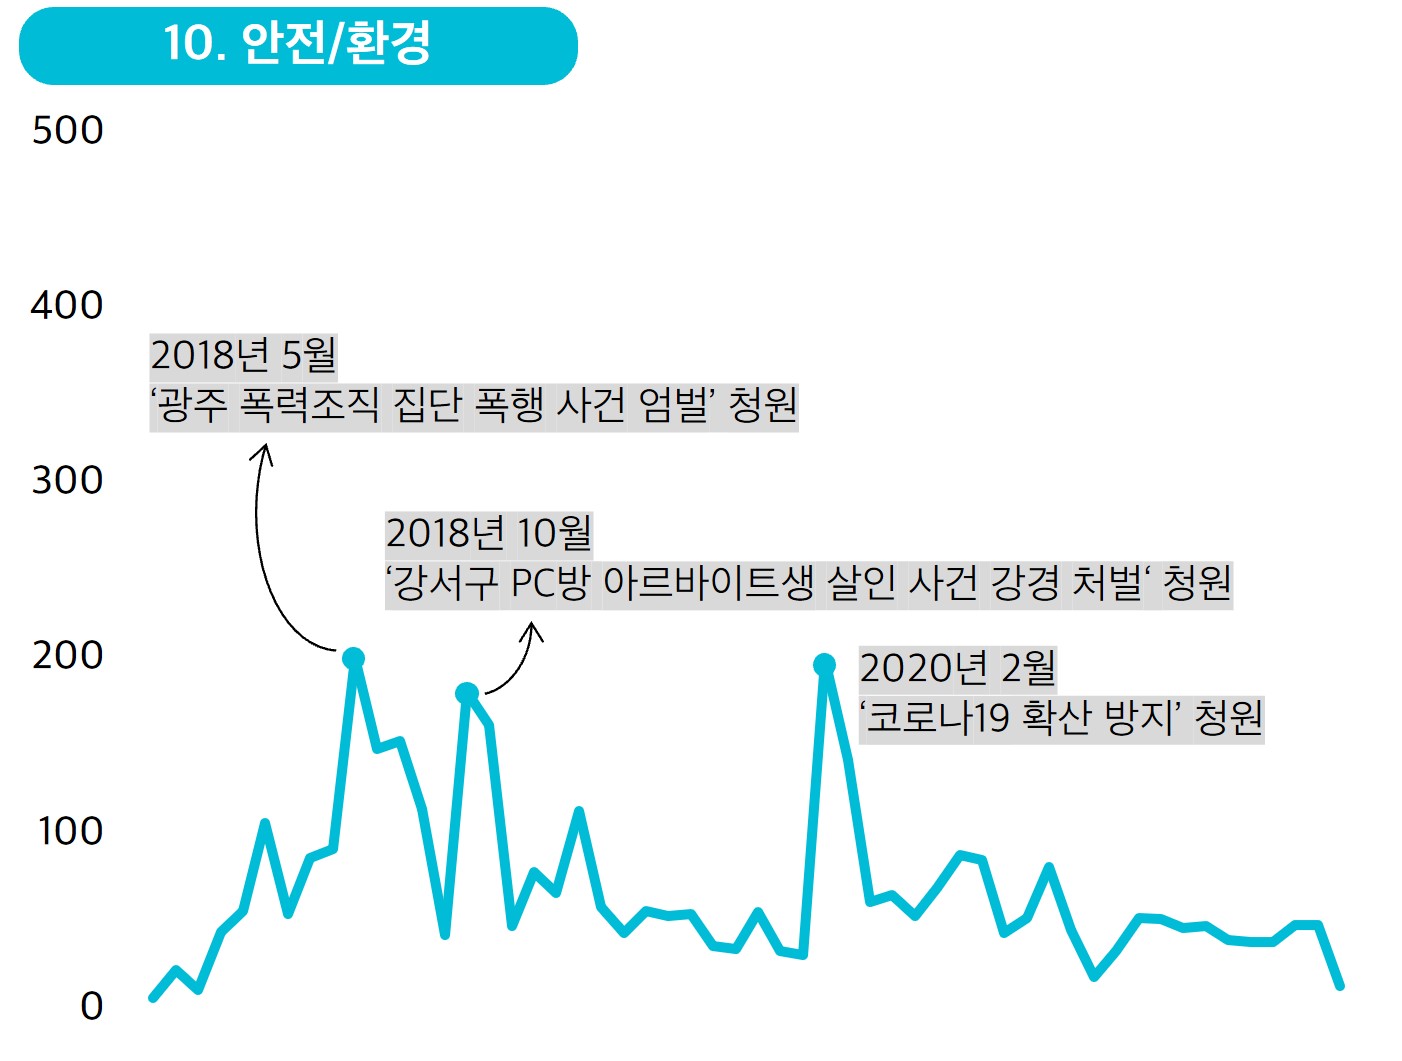 10. 안전/환경
500
400
2018년 5월
‘광주 폭력조직 집단 폭행 사건 엄벌’ 청원
300
2018년 10월
‘강서구 PC방 아르바이트생 살인 사건 강경 처벌‘ 청원
200
2020년 2월
‘코로나19 확산 방지’ 청원
100
0